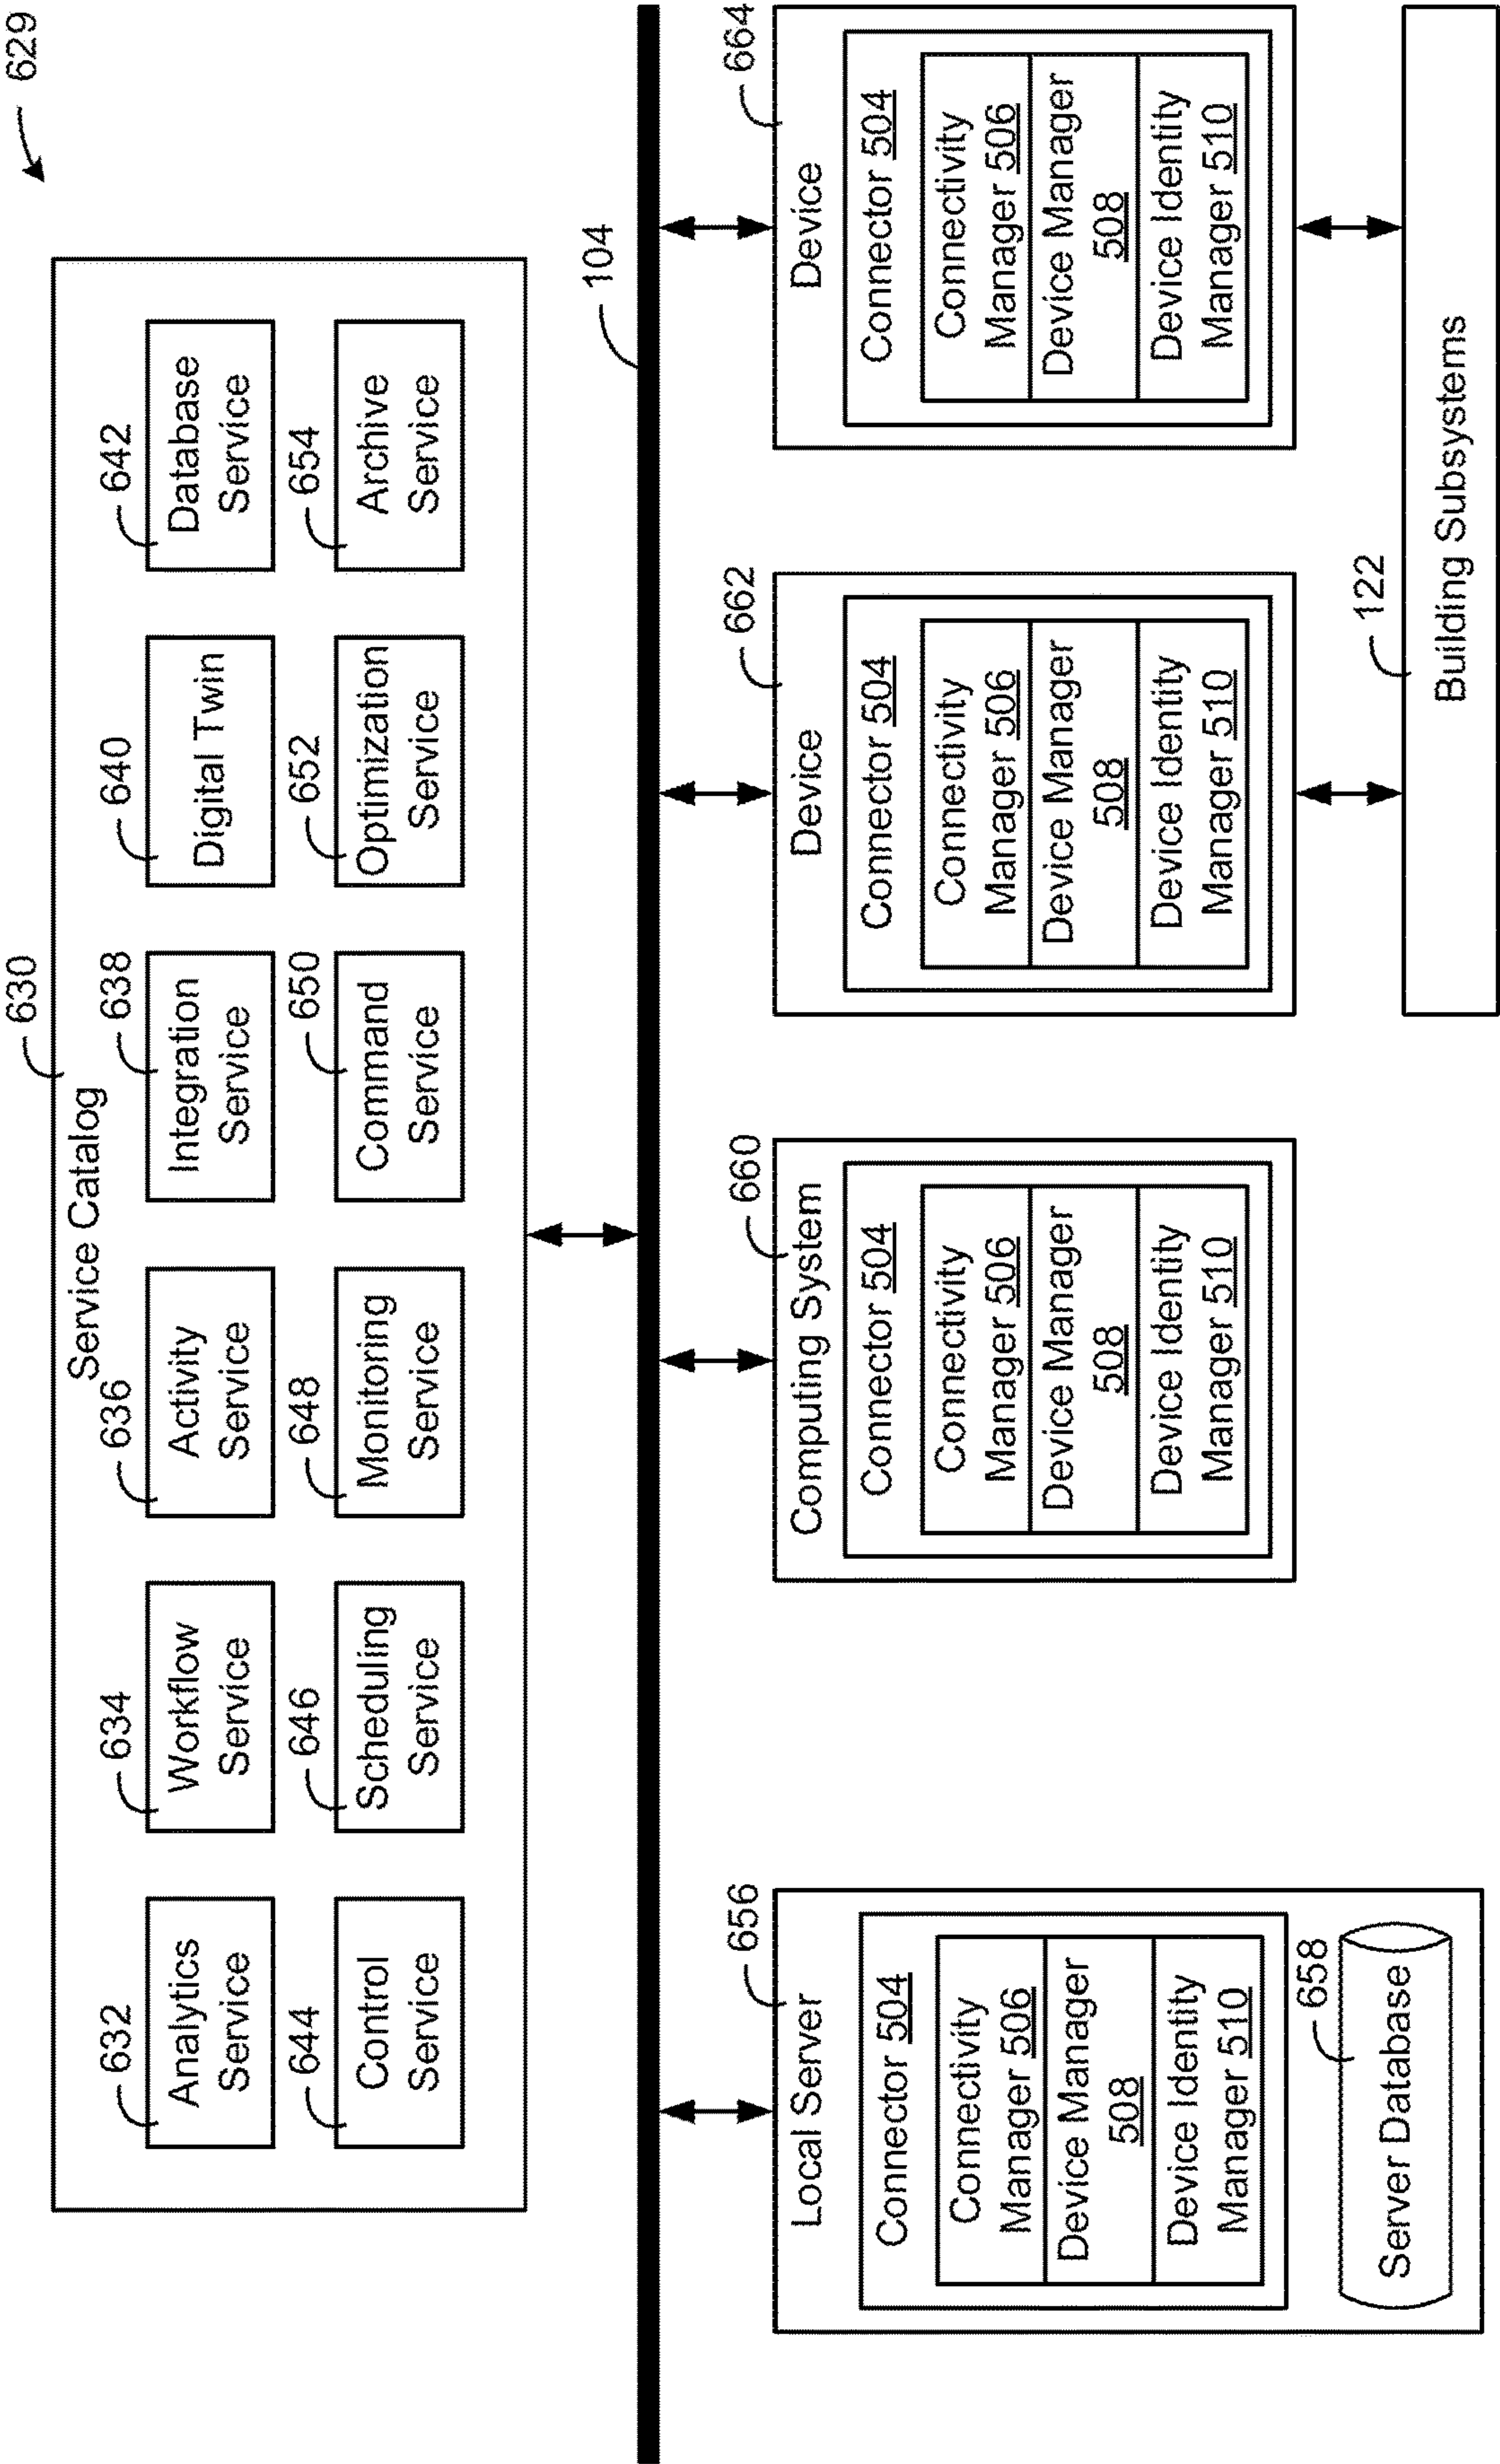 629
630
Service Catalog
632
634
636
638
640
642
Analytics
Service
Workflow
Service
Activity
Service
Integration
Service
Digital Twin
Database
Service
644
646
648
650
652
654
Control
Service
Scheduling
Service
Monitoring
Service
Command
Service
Optimization
Service
Archive
Service
104
656
Local Server
Connector 504
Connectivity
Manager 506
Device Manager
508
Device Identity
Manager 510
658
Server Database
660
Computing System
Connector 504
Connectivity
Manager 506
Device Manager
508
Device Identity
Manager 510
662
Device
Connector 504
Connectivity
Manager 506
Device Manager
508
Device Identity
Manager 510
664
Device
Connector 504
Connectivity
Manager 506
Device Manager
508
Device Identity
Manager 510
122
Building Subsystems